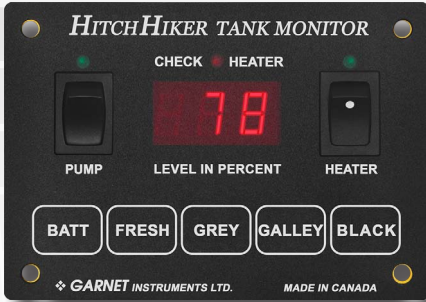 HITCHHIKER TANK MONITOR
CHECK HEATER
78
PUMP LEVEL IN PERCENT HEATER
BATT FRESH GREY GALLEY BLACK
GARNET INSTRUMENTS LTD. MADE IN CANADA